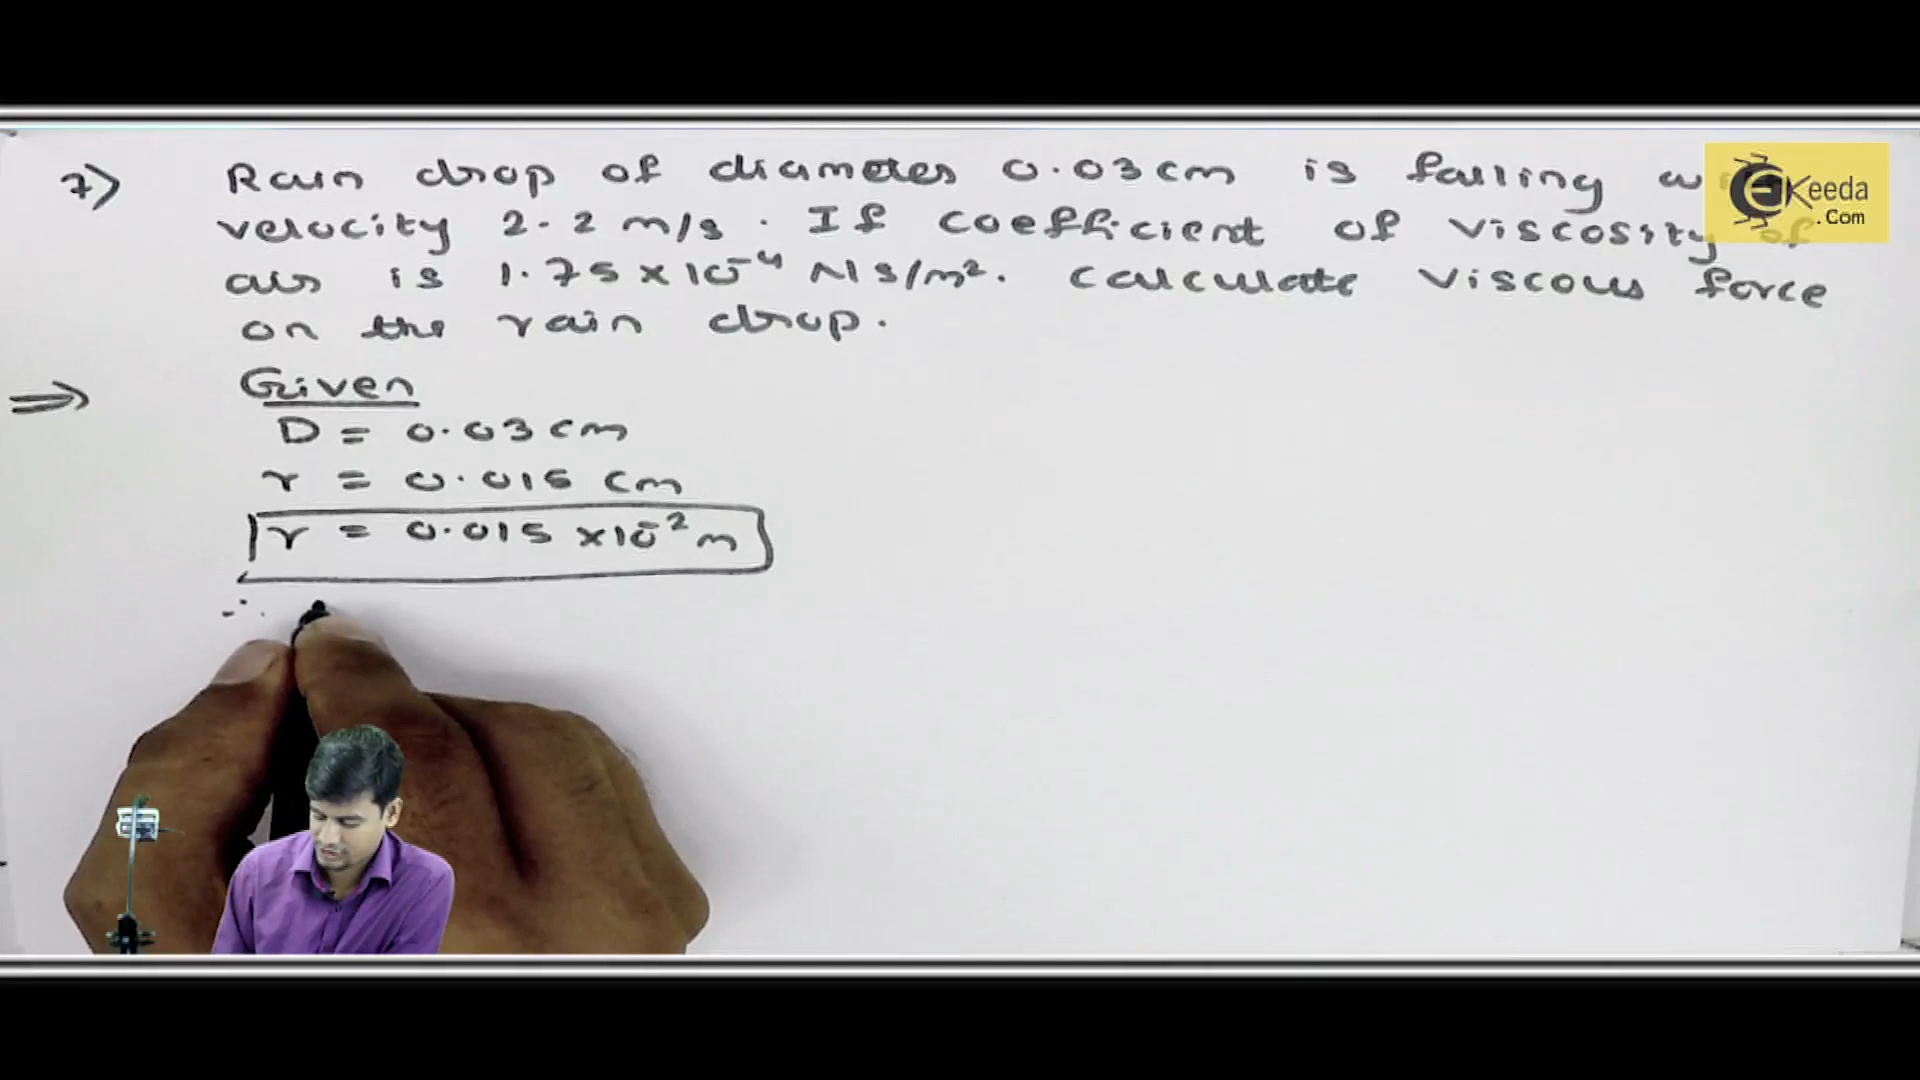 7) Rain drop of diameter 0.03 cm is falling
velocity 2.2 m/s. If coefficient of viscosity of
air is 1.75 × 10⁻⁴ Ns/m². calculate viscous force
on the rain drop.
⇒ Given
D = 0.03 cm
r = 0.015 cm
r = 0.015 × 10⁻² m
∴
eKeeda
.Com